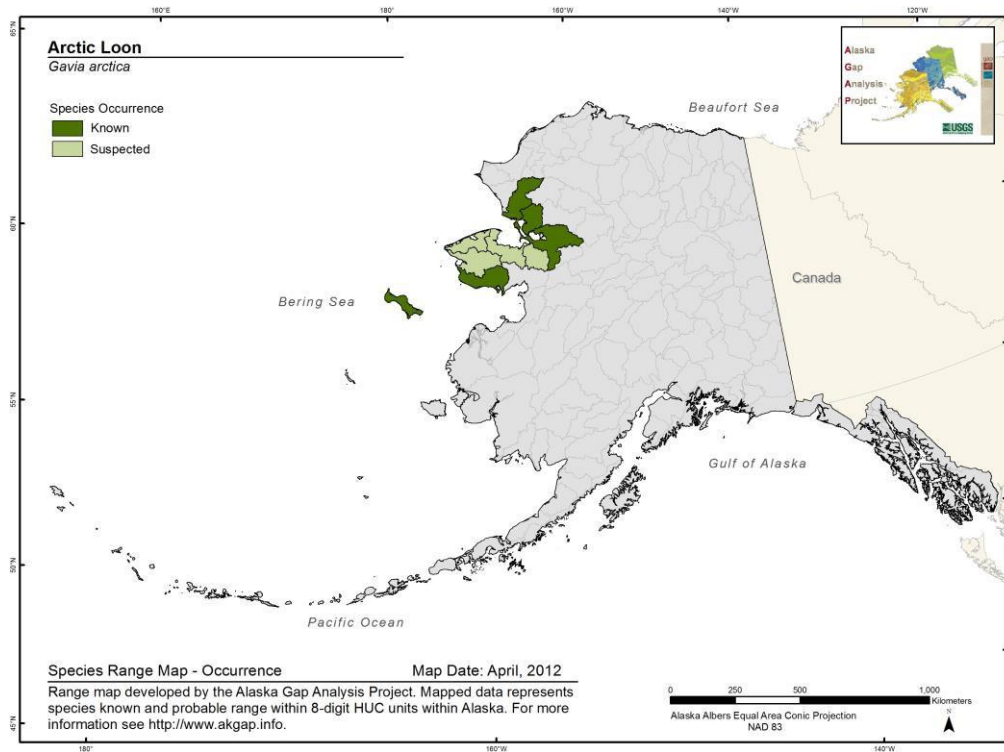 160°E
180°
160°W
140°W
120°W
65°N
60°N
55°N
50°N
45°N
Arctic Loon
Gavia arctica
Species Occurrence
Known
Suspected
Alaska
Gap
Analysis
Project
USGS
Beaufort Sea
Canada
Bering Sea
Gulf of Alaska
Pacific Ocean
Species Range Map - Occurrence Map Date: April, 2012
Range map developed by the Alaska Gap Analysis Project. Mapped data represents
species known and probable range within 8-digit HUC units within Alaska. For more
information see http://www.akgap.info.
0 250 500 1,000
Kilometers
Alaska Albers Equal Area Conic Projection
NAD 83
N
180°
160°W
140°W